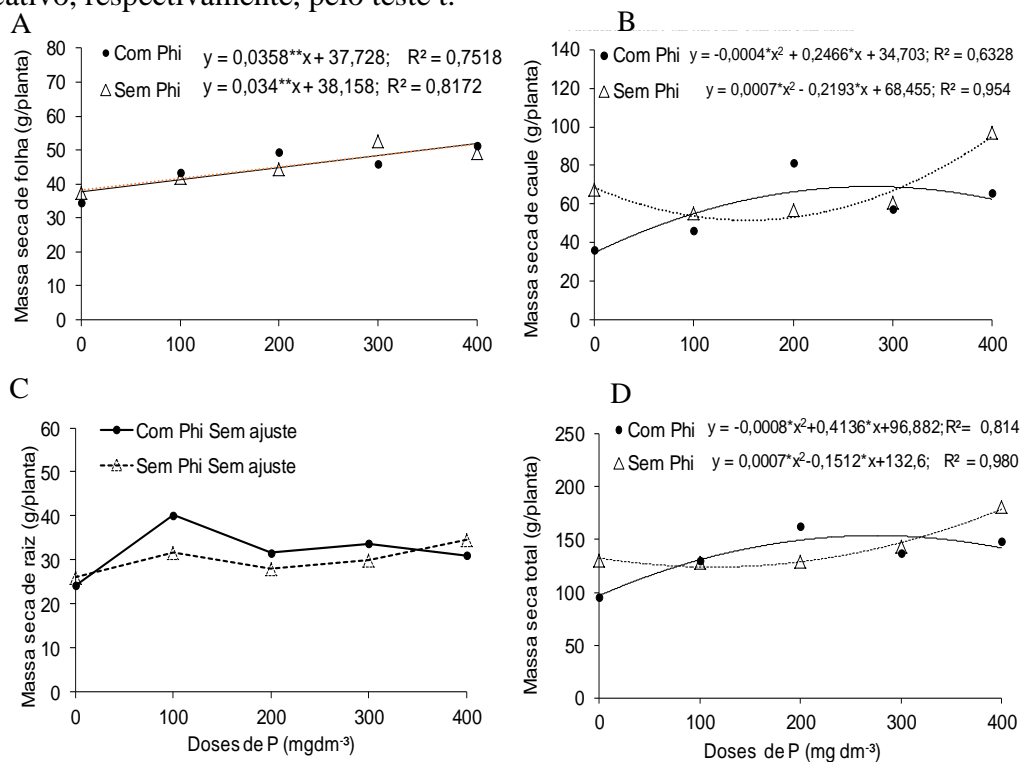 cativo, respectivamente, pelo teste t.
A
Massa seca de folha (g/planta)
80
70
60
50
40
30
20
10
0
Com Phi y = 0,0358**x + 37,728; R² = 0,7518
Sem Phi y = 0,034**x + 38,158; R² = 0,8172
0 100 200 300 400
B
Massa seca de caule (g/planta)
140
120
100
80
60
40
20
0
Com Phi y = -0,0004*x² + 0,2466*x + 34,703; R² = 0,6328
Sem Phi y = 0,0007*x² - 0,2193*x + 68,455; R² = 0,954
0 100 200 300 400
C
Massa seca de raiz (g/planta)
60
50
40
30
20
10
0
Com Phi Sem ajuste
Sem Phi Sem ajuste
0 100 200 300 400
Doses de P (mgdm⁻³)
D
Massa seca total (g/planta)
250
200
150
100
50
0
Com Phi y = -0,0008*x²+0,4136*x+96,882; R²= 0,814
Sem Phi y = 0,0007*x²-0,1512*x+132,6; R² = 0,980
0 100 200 300 400
Doses de P (mg dm⁻³)